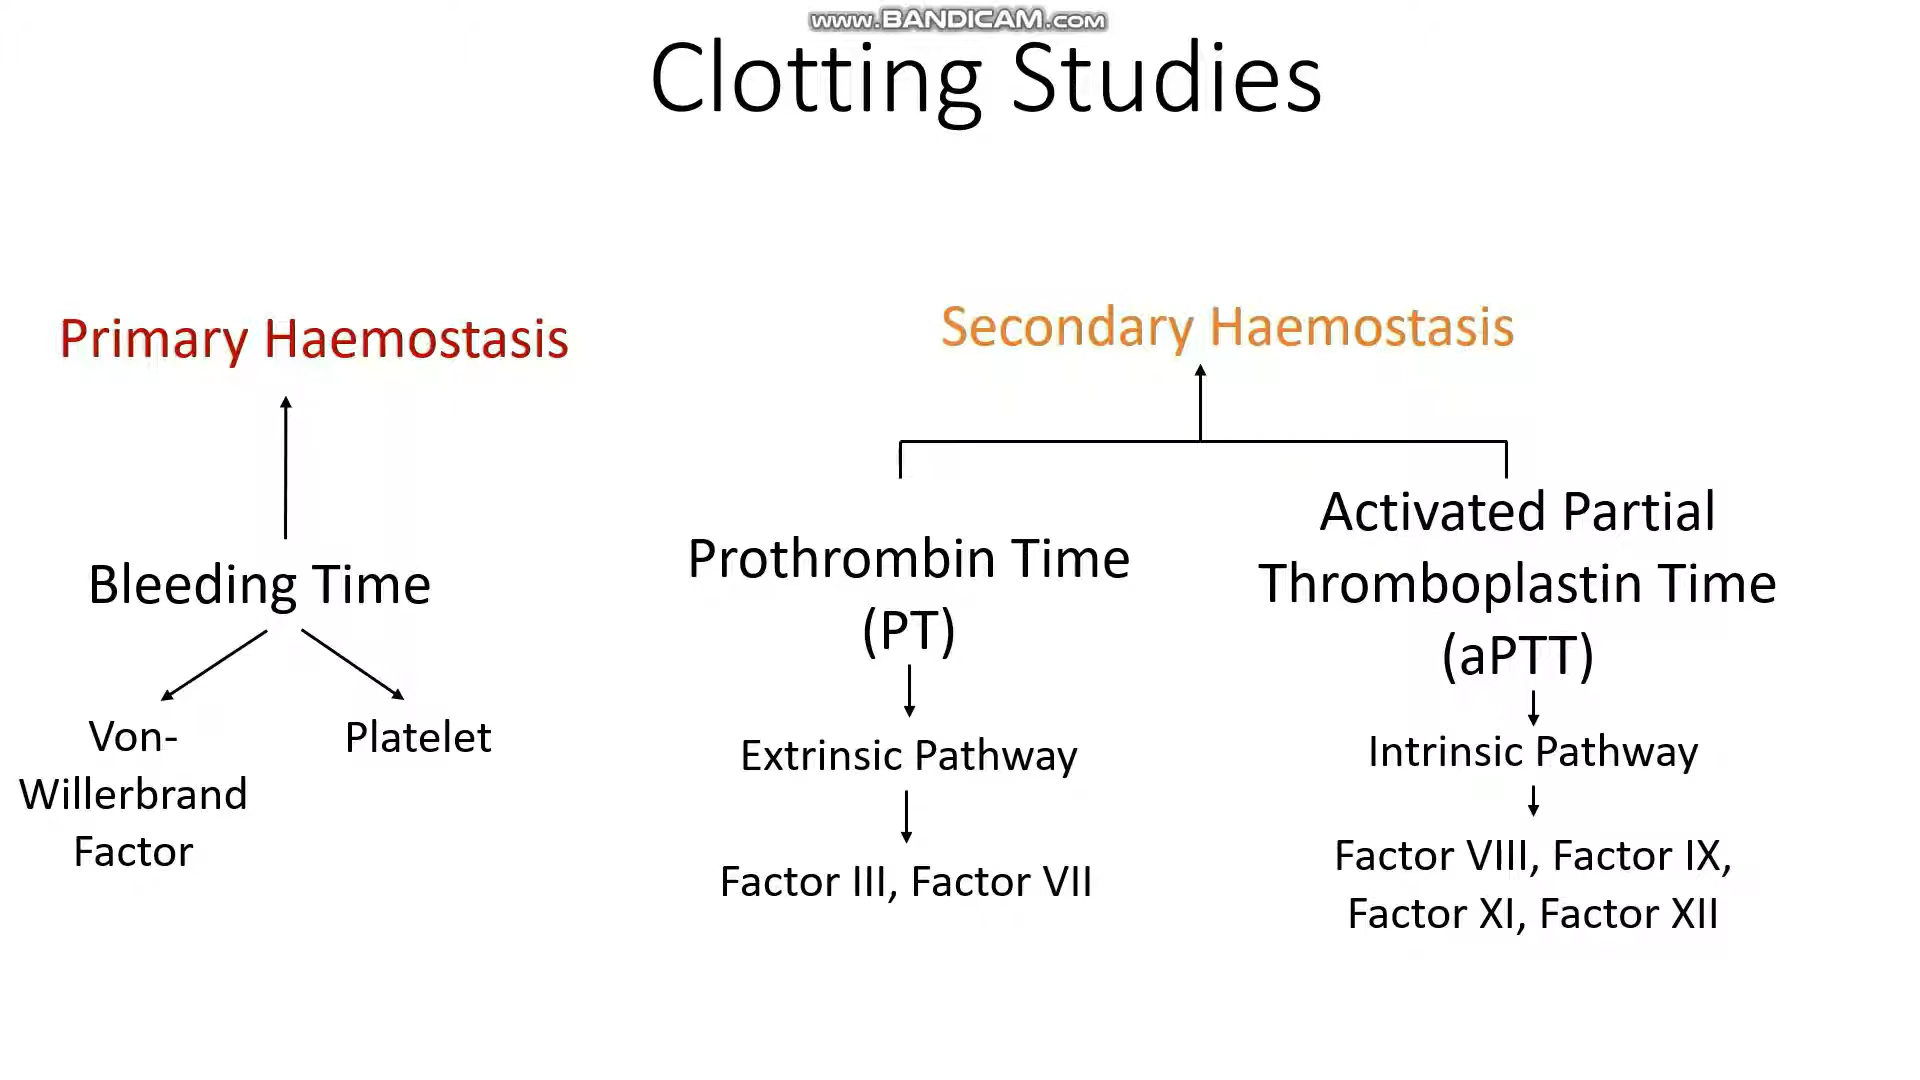 www.BANDICAM.com
Clotting Studies
Primary Haemostasis
Bleeding Time
Von-
Willerbrand
Factor
Platelet
Secondary Haemostasis
Prothrombin Time
(PT)
Extrinsic Pathway
Factor III, Factor VII
Activated Partial
Thromboplastin Time
(aPTT)
Intrinsic Pathway
Factor VIII, Factor IX,
Factor XI, Factor XII